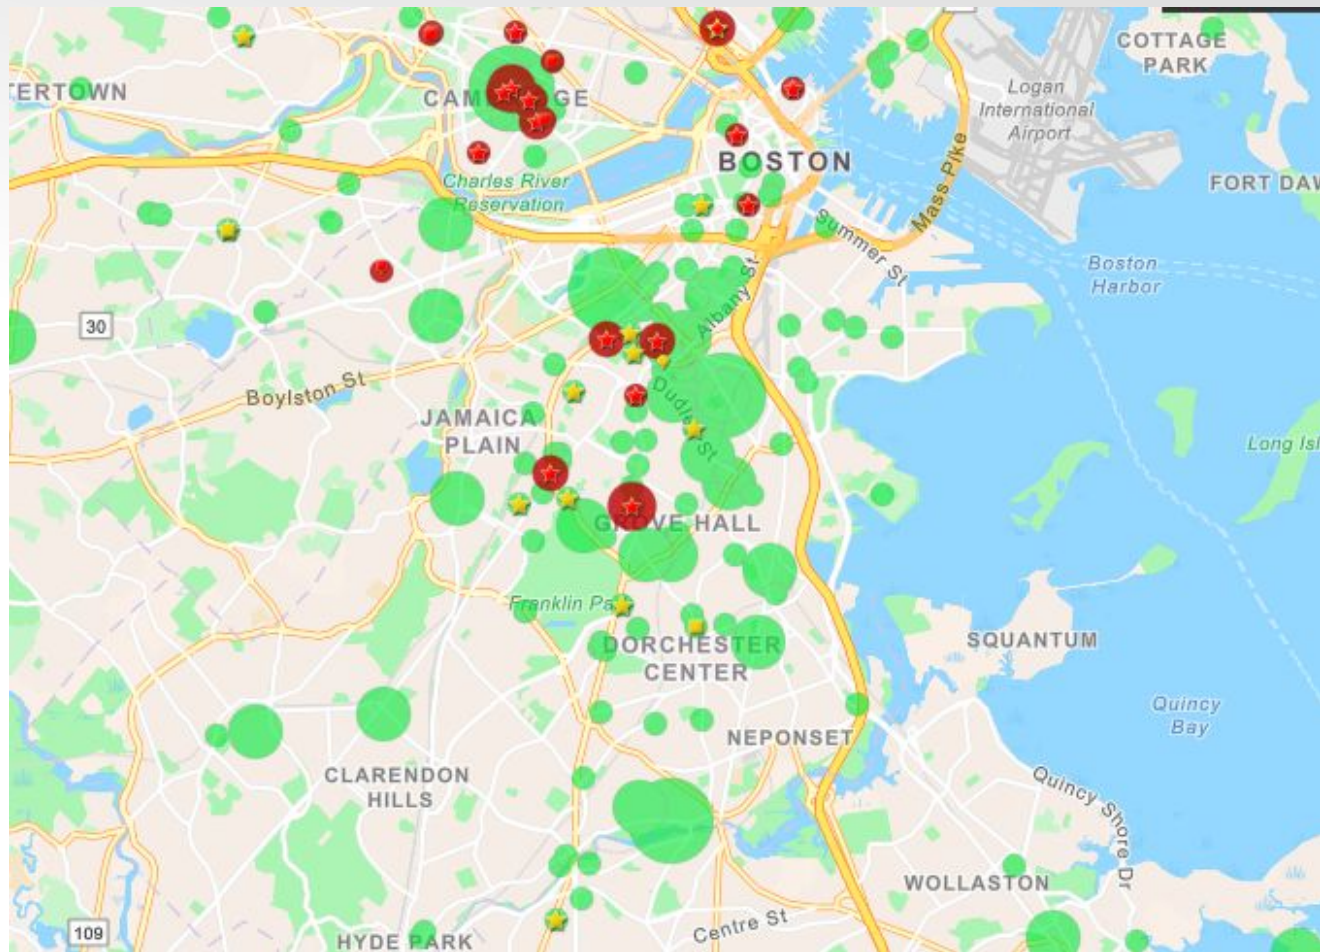 COTTAGE
PARK
TERTOWN
CAM GE
Logan
International
Airport
BOSTON
Charles River
Reservation
FORT DAW
Mass Pike
Summer St
Boston
Harbor
30
Albany St
Boylston St
Dudley St
JAMAICA
PLAIN
Long Isl
GROVE HALL
Franklin Pa
SQUANTUM
DORCHESTER
CENTER
Quincy
Bay
NEPONSET
CLARENDON
HILLS
Quincy Shore Dr
WOLLASTON
Centre St
109
HYDE PARK